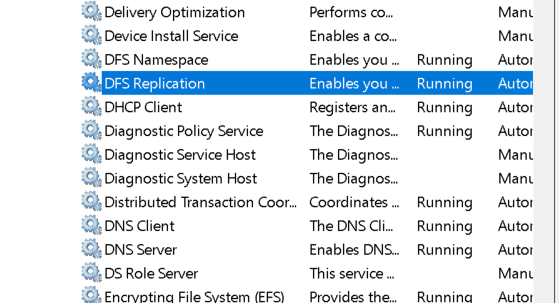 Delivery Optimization Performs co... Manu
Device Install Service Enables a co... Manu
DFS Namespace Enables you ... Running Autor
DFS Replication Enables you ... Running Autor
DHCP Client Registers an... Running Autor
Diagnostic Policy Service The Diagnos... Running Autor
Diagnostic Service Host The Diagnos... Manu
Diagnostic System Host The Diagnos... Manu
Distributed Transaction Coor... Coordinates ... Running Autor
DNS Client The DNS Cli... Running Autor
DNS Server Enables DNS... Running Autor
DS Role Server This service ... Manu
Encrypting File System (EFS) Provides the... Running Autor